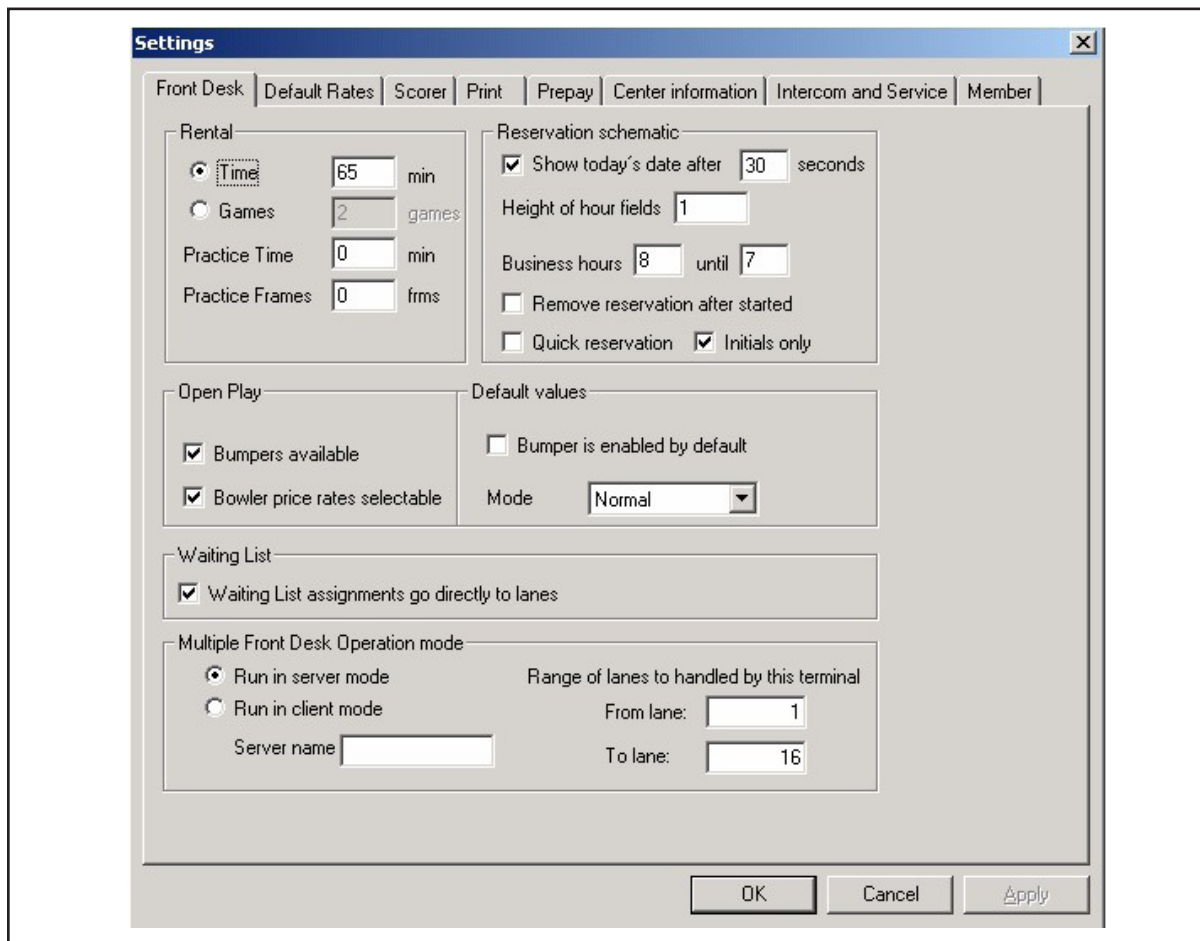 Settings
Front Desk Default Rates Scorer Print Prepay Center information Intercom and Service Member
Rental
Time 65 min
Games 2 games
Practice Time 0 min
Practice Frames 0 frms
Reservation schematic
Show today's date after 30 seconds
Height of hour fields 1
Business hours 8 until 7
Remove reservation after started
Quick reservation Initials only
Open Play
Bumpers available
Bowler price rates selectable
Default values
Bumper is enabled by default
Mode Normal
Waiting List
Waiting List assignments go directly to lanes
Multiple Front Desk Operation mode
Run in server mode
Run in client mode
Server name
Range of lanes to handled by this terminal
From lane: 1
To lane: 16
OK Cancel Apply